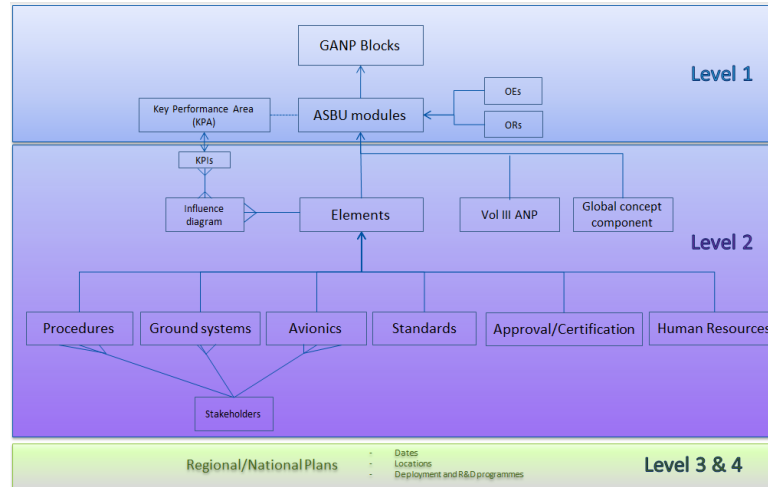 GANP Blocks
Level 1
OEs
Key Performance Area
(KPA)
ASBU modules
ORs
KPIs
Influence
diagram
Elements
Vol III ANP
Global concept
component
Level 2
Procedures
Ground systems
Avionics
Standards
Approval/Certification
Human Resources
Stakeholders
Regional/National Plans
- Dates
- Locations
- Deployment and R&D programmes
Level 3 & 4